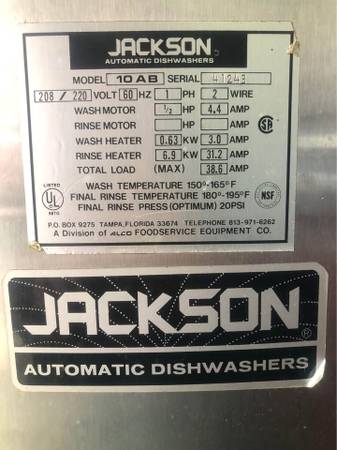 JACKSON
AUTOMATIC DISHWASHERS
MODEL 10AB SERIAL 41243
208 / 220 VOLT 60 HZ 1 PH 2 WIRE
WASH MOTOR 1/2 HP 4.4 AMP
RINSE MOTOR HP AMP
WASH HEATER 0.63 KW 3.0 AMP
RINSE HEATER 6.9 KW 31.2 AMP
TOTAL LOAD (MAX) 38.6 AMP
LISTED
UL
WASH TEMPERATURE 150°-165°F
FINAL RINSE TEMPERATURE 180°-195°F
FINAL RINSE PRESS (OPTIMUM) 20PSI
NSF
P.O. BOX 9275 TAMPA, FLORIDA 33674 TELEPHONE 813-971-6262
A Division of ALCO FOODSERVICE EQUIPMENT CO.
JACKSON®
AUTOMATIC DISHWASHERS